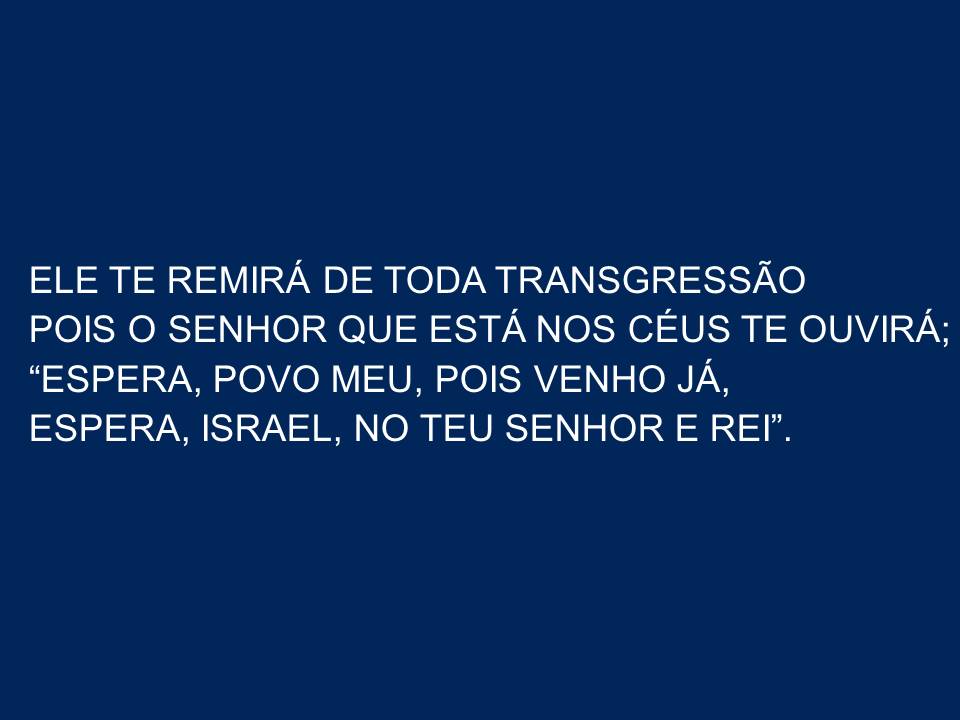 ELE TE REMIRÁ DE TODA TRANSGRESSÃO
POIS O SENHOR QUE ESTÁ NOS CÉUS TE OUVIRÁ;
“ESPERA, POVO MEU, POIS VENHO JÁ,
ESPERA, ISRAEL, NO TEU SENHOR E REI”.